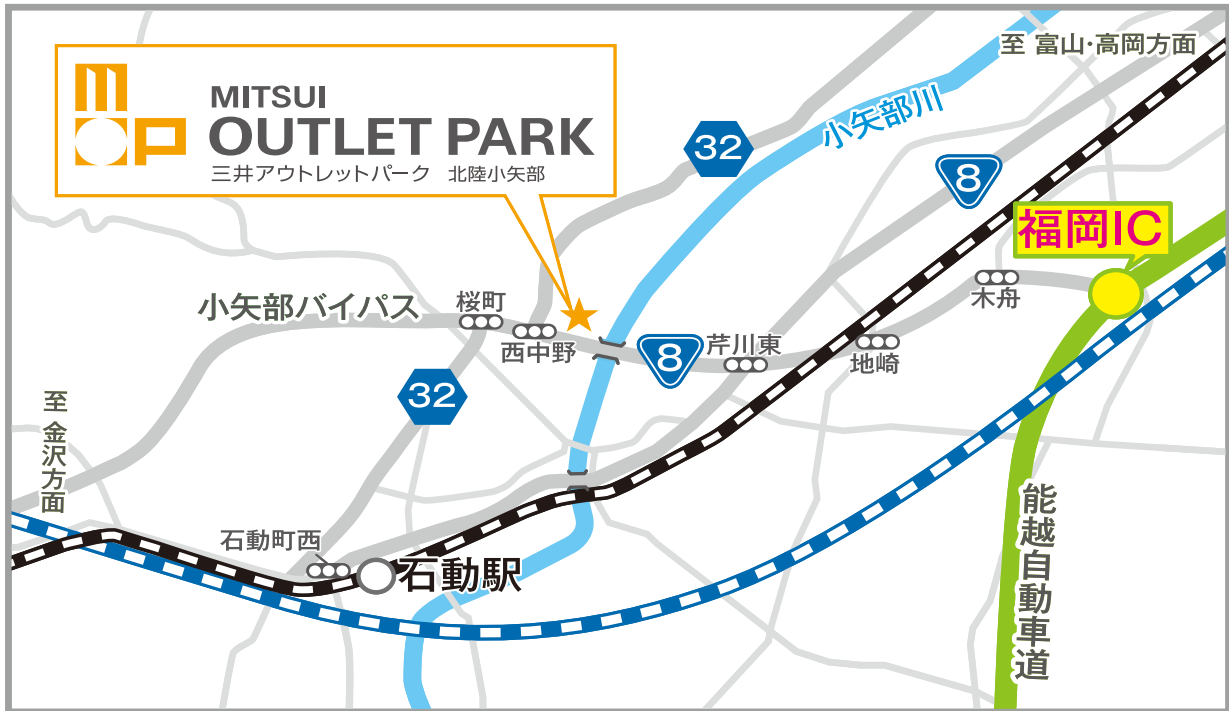 至 富山・高岡方面
mop
MITSUI
OUTLET PARK
三井アウトレットパーク 北陸小矢部
32
小矢部川
8
福岡IC
小矢部バイパス
桜町
西中野
8
芹川東
地崎
木舟
32
至 金沢方面
石動町西
石動駅
能越自動車道